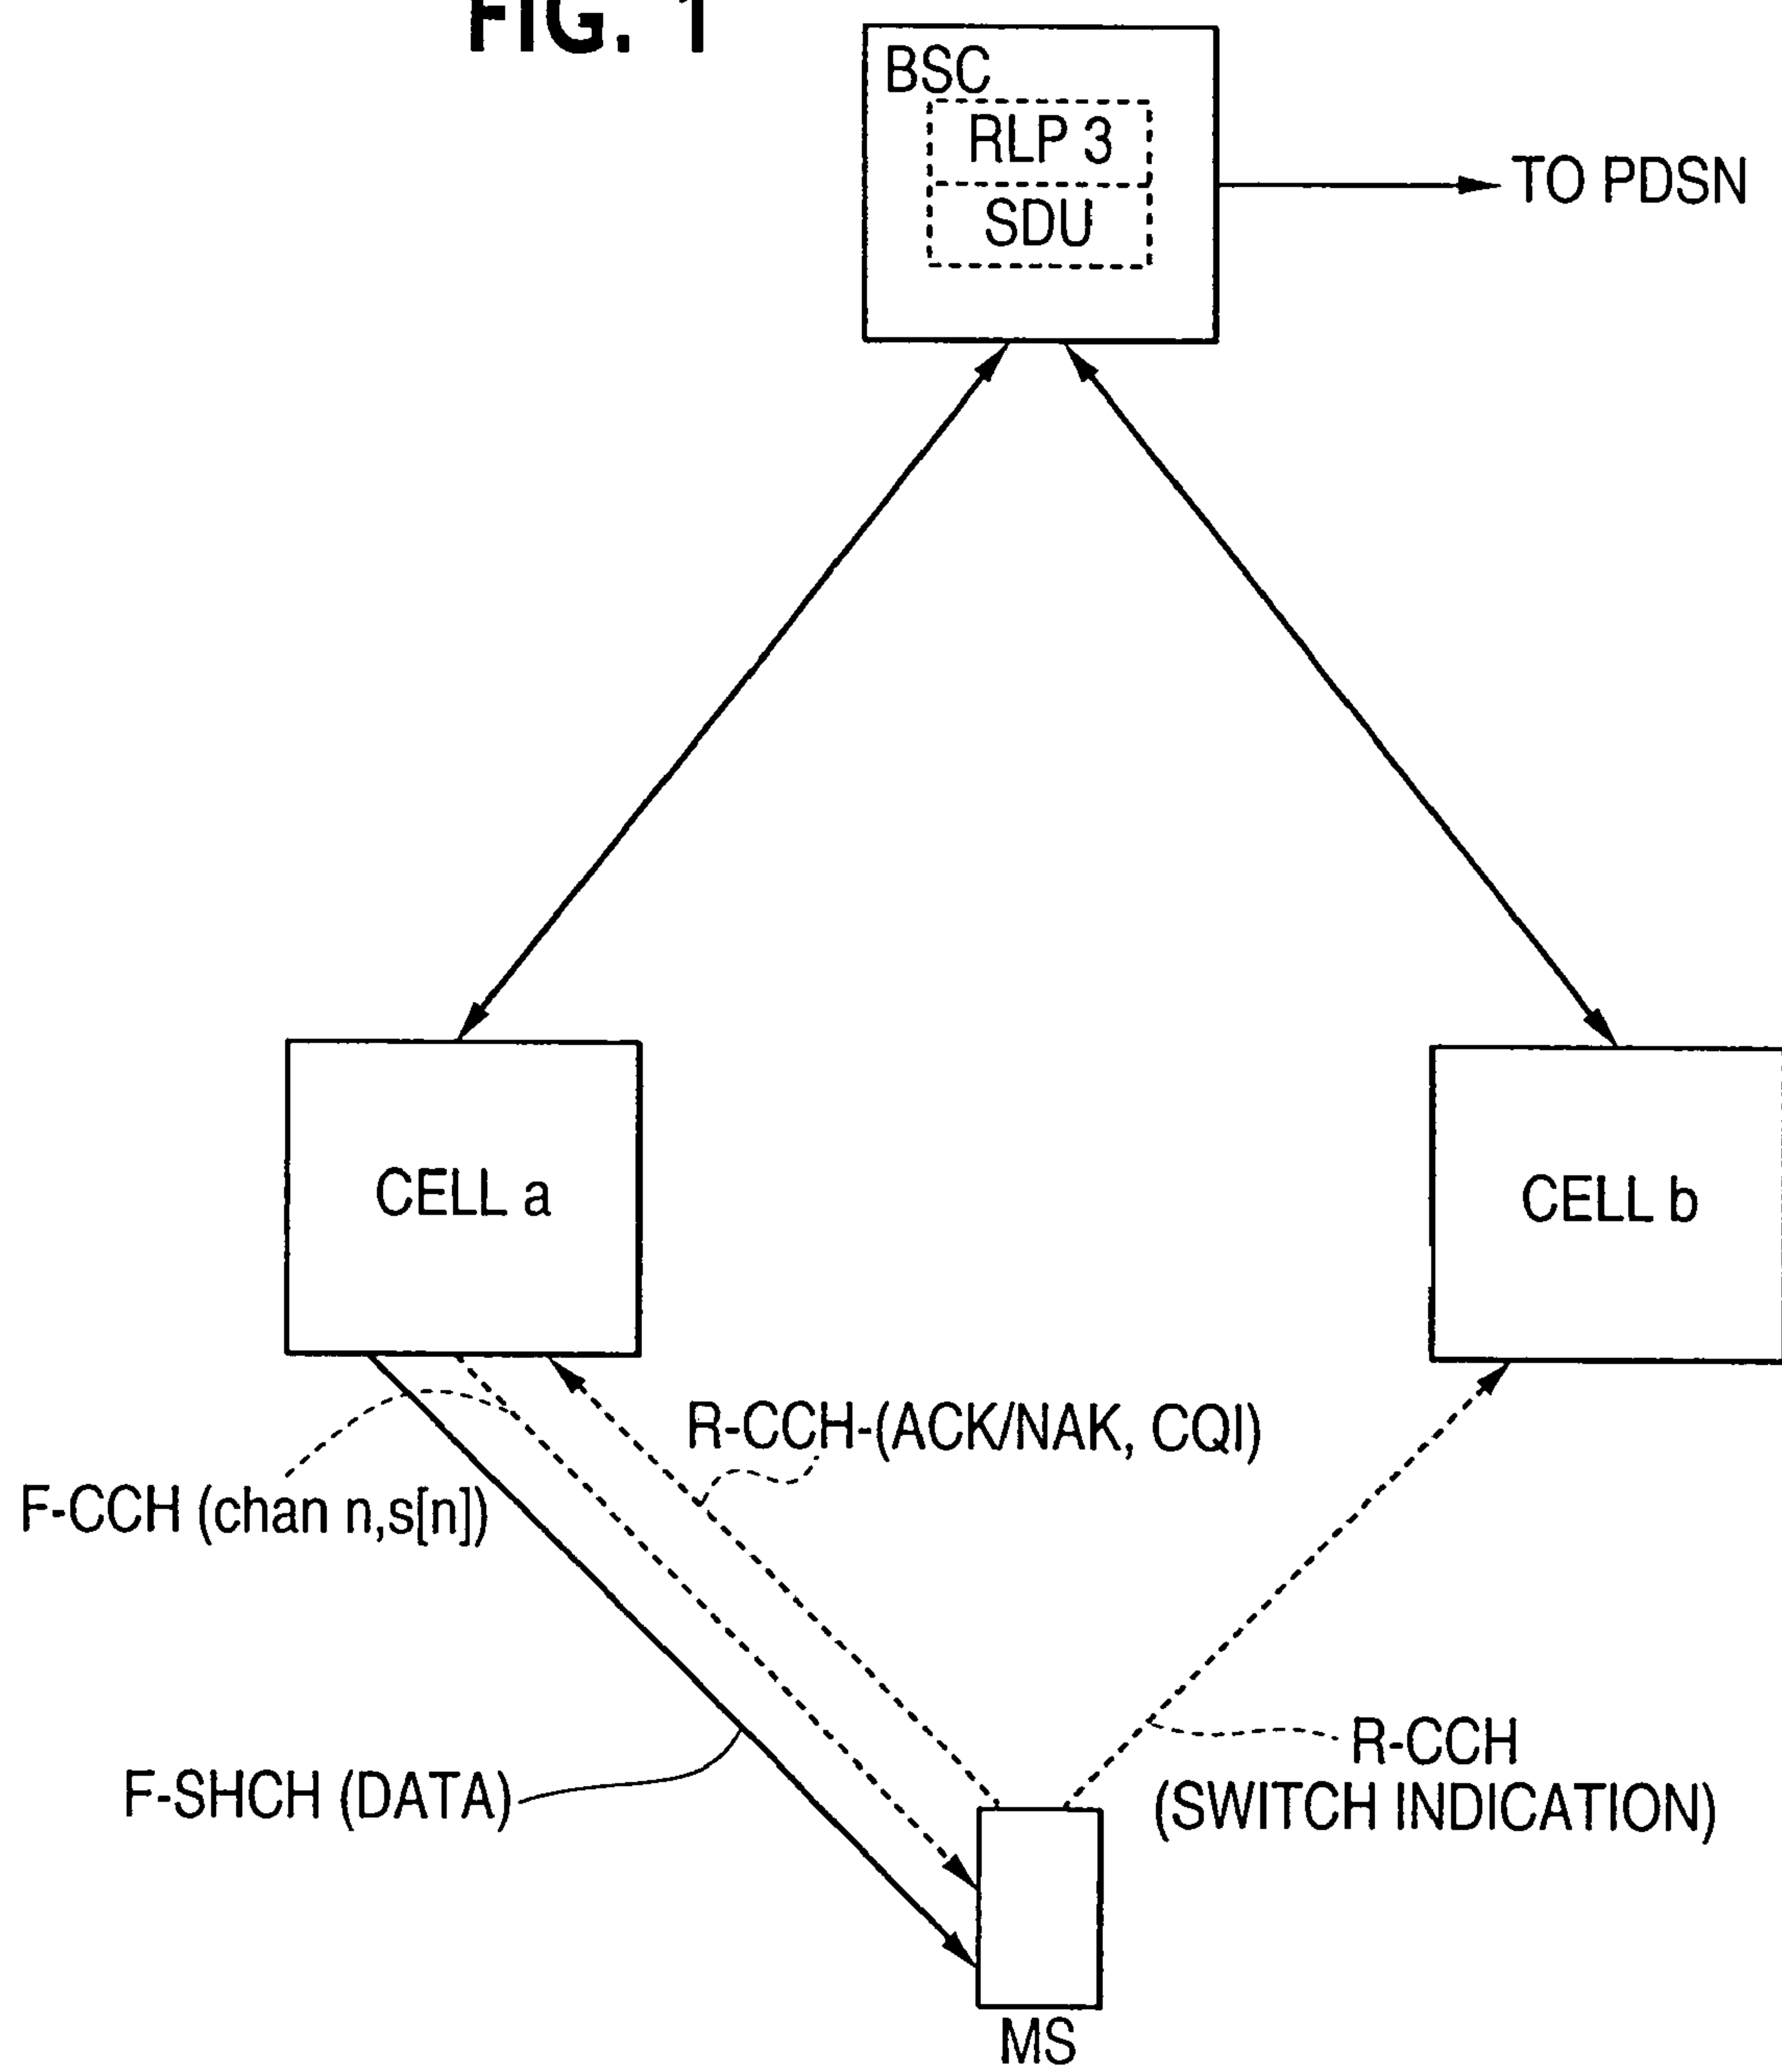 FIG. 1
BSC
RLP 3
SDU
TO PDSN
CELL a
CELL b
R-CCH-(ACK/NAK, CQI)
F-CCH (chan n,s[n])
R-CCH
(SWITCH INDICATION)
F-SHCH (DATA)
MS